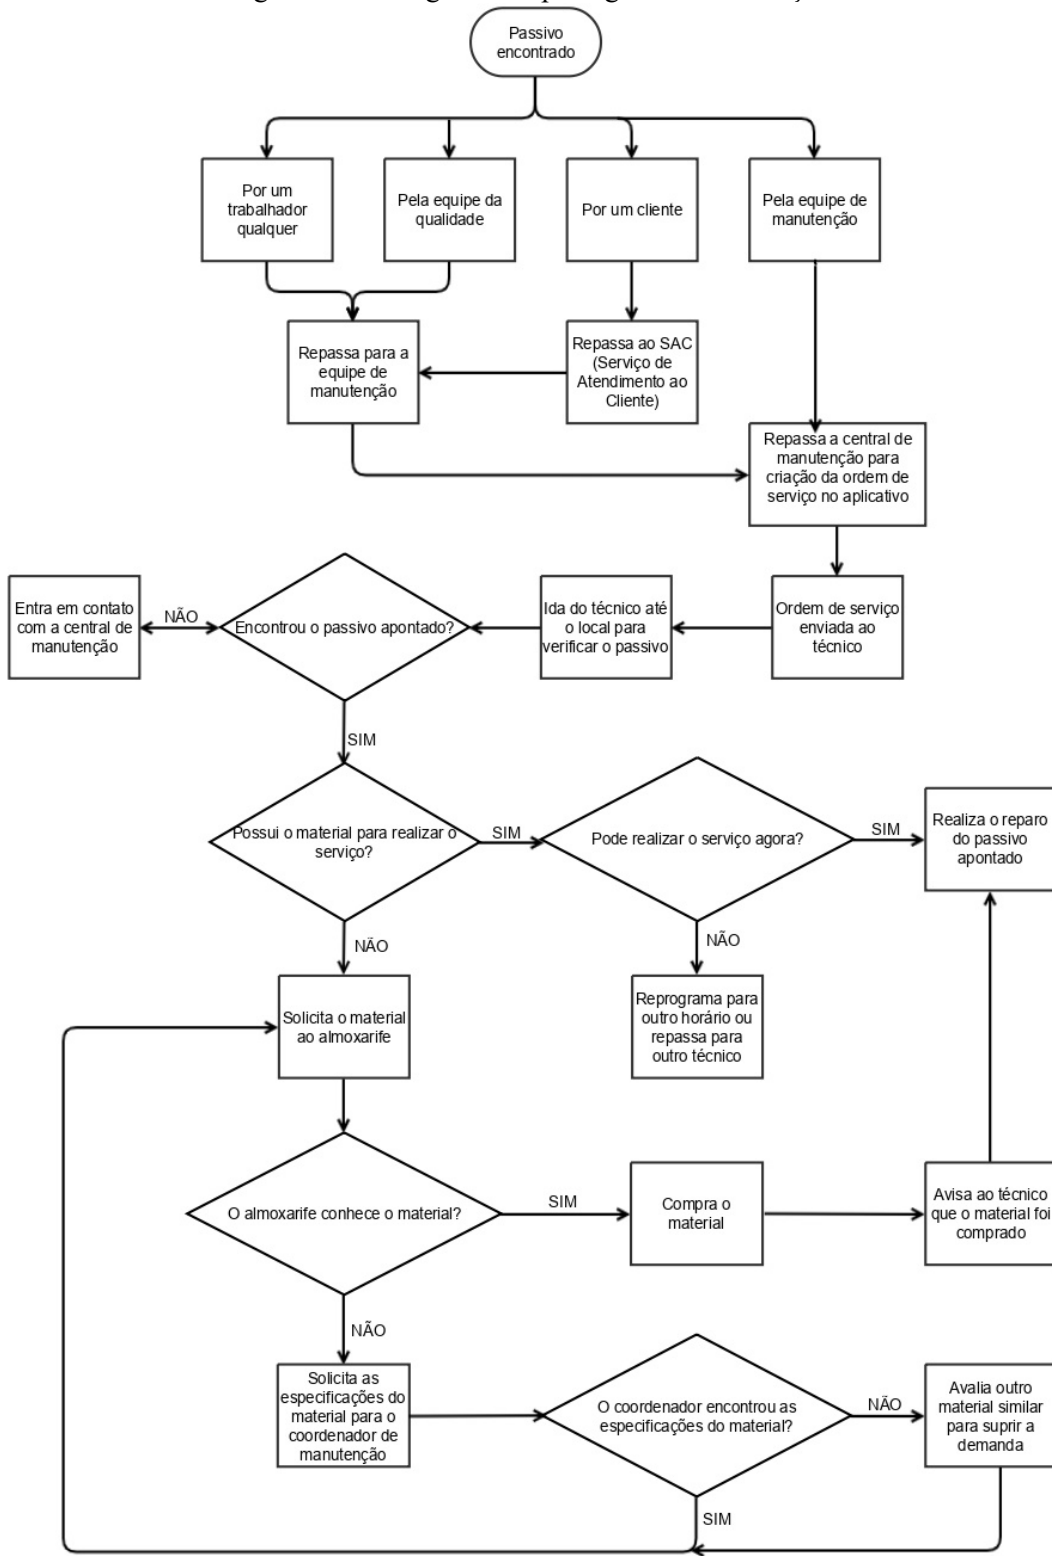 Passivo
encontrado
Por um
trabalhador
qualquer
Pela equipe da
qualidade
Por um cliente
Pela equipe de
manutenção
Repassa para a
equipe de
manutenção
Repassa ao SAC
(Serviço de
Atendimento ao
Cliente)
Repassa a central de
manutenção para
criação da ordem de
serviço no aplicativo
Entra em contato
com a central de
manutenção
NÃO
Encontrou o passivo apontado?
Ida do técnico até
o local para
verificar o passivo
Ordem de serviço
enviada ao
técnico
SIM
Possui o material para realizar o
serviço?
SIM
Pode realizar o serviço agora?
SIM
Realiza o reparo
do passivo
apontado
NÃO
NÃO
Solicita o material
ao almoxarife
Reprograma para
outro horário ou
repassa para
outro técnico
O almoxarife conhece o material?
SIM
Compra o
material
Avisa ao técnico
que o material foi
comprado
NÃO
Solicita as
especificações do
material para o
coordenador de
manutenção
O coordenador encontrou as
especificações do material?
NÃO
Avalia outro
material similar
para suprir a
demanda
SIM